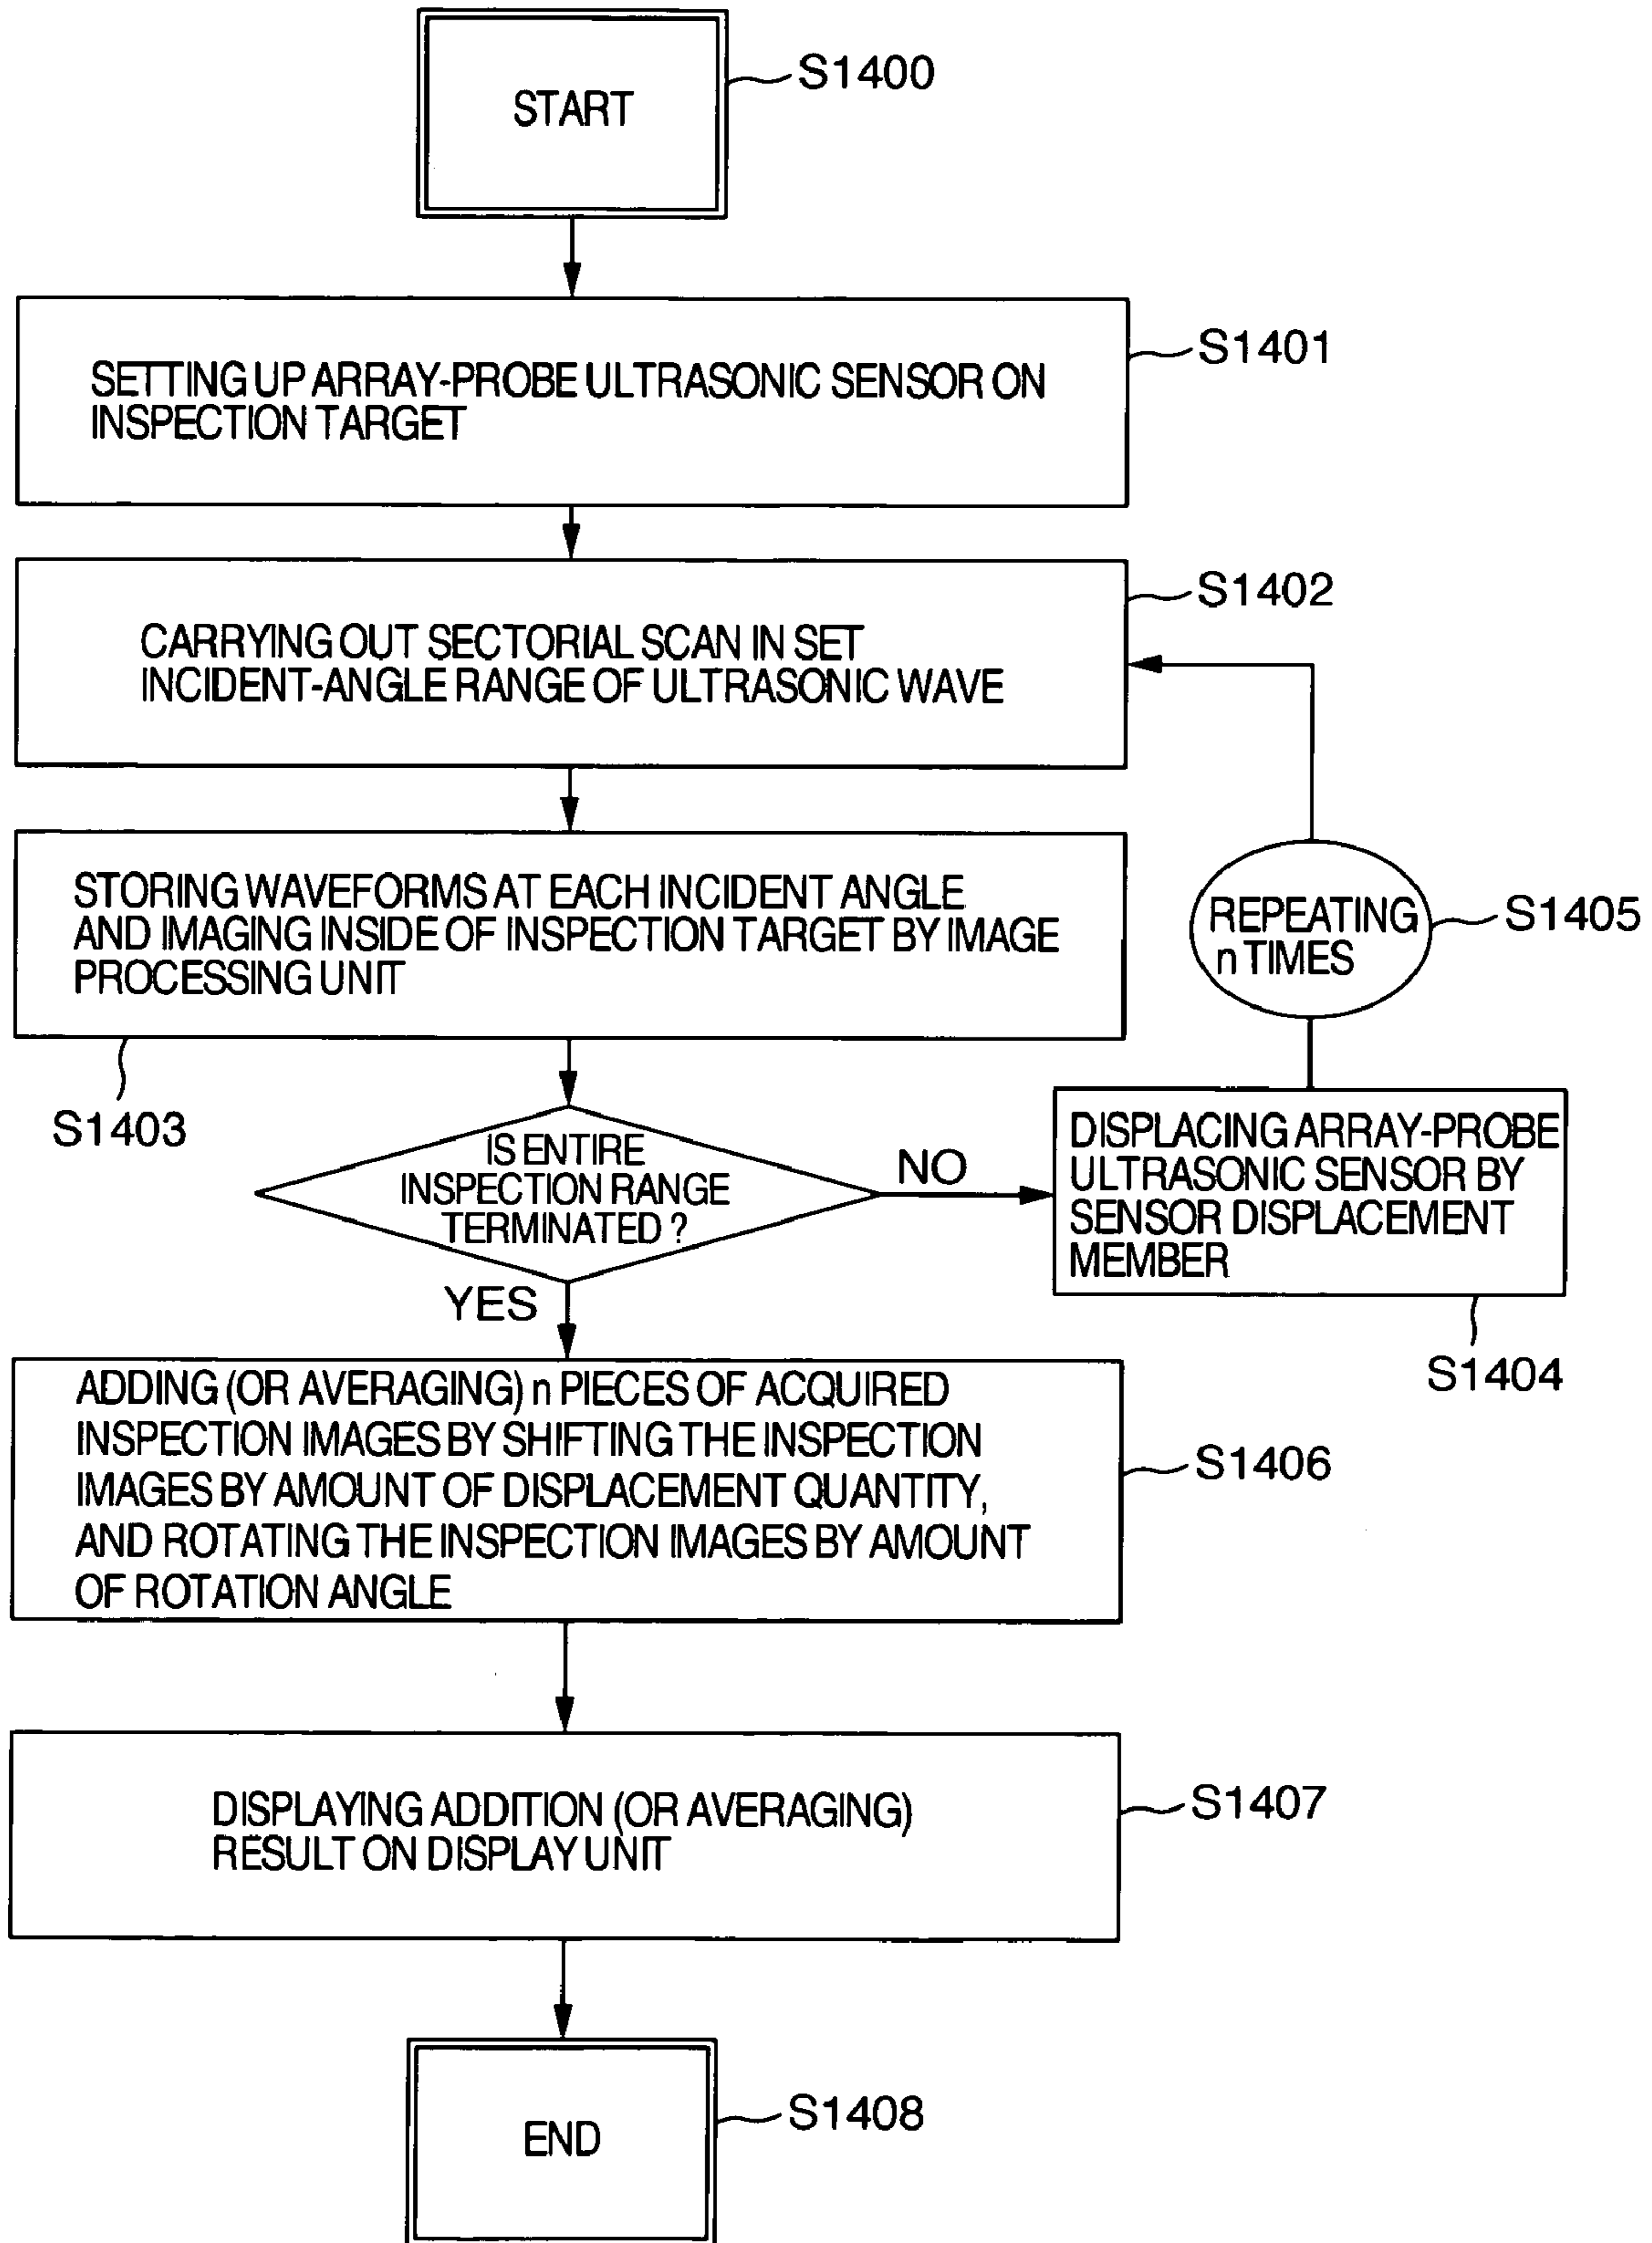 START
S1400
SETTING UP ARRAY-PROBE ULTRASONIC SENSOR ON
INSPECTION TARGET
S1401
CARRYING OUT SECTORIAL SCAN IN SET
INCIDENT-ANGLE RANGE OF ULTRASONIC WAVE
S1402
STORING WAVEFORMS AT EACH INCIDENT ANGLE
AND IMAGING INSIDE OF INSPECTION TARGET BY IMAGE
PROCESSING UNIT
S1403
REPEATING
n TIMES
S1405
IS ENTIRE
INSPECTION RANGE
TERMINATED ?
NO
YES
DISPLACING ARRAY-PROBE
ULTRASONIC SENSOR BY
SENSOR DISPLACEMENT
MEMBER
S1404
ADDING (OR AVERAGING) n PIECES OF ACQUIRED
INSPECTION IMAGES BY SHIFTING THE INSPECTION
IMAGES BY AMOUNT OF DISPLACEMENT QUANTITY,
AND ROTATING THE INSPECTION IMAGES BY AMOUNT
OF ROTATION ANGLE
S1406
DISPLAYING ADDITION (OR AVERAGING)
RESULT ON DISPLAY UNIT
S1407
END
S1408